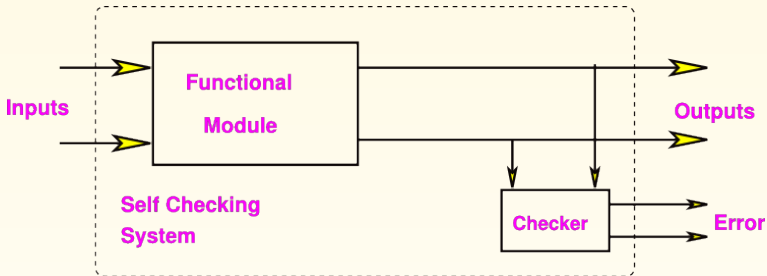 Functional
Module
Inputs
Outputs
Self Checking
System
Checker
Error